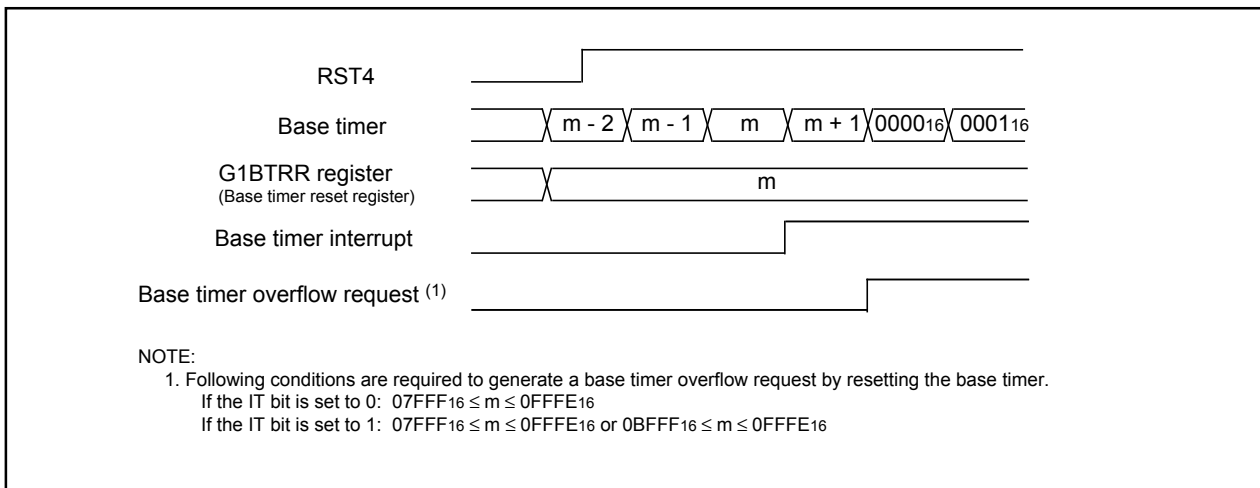 RST4
Base timer
m - 2 m - 1 m m + 1 000016 000116
G1BTRR register
(Base timer reset register)
m
Base timer interrupt
Base timer overflow request (1)
NOTE:
1. Following conditions are required to generate a base timer overflow request by resetting the base timer.
If the IT bit is set to 0: 07FFF16 ≤ m ≤ 0FFFE16
If the IT bit is set to 1: 07FFF16 ≤ m ≤ 0FFFE16 or 0BFFF16 ≤ m ≤ 0FFFE16